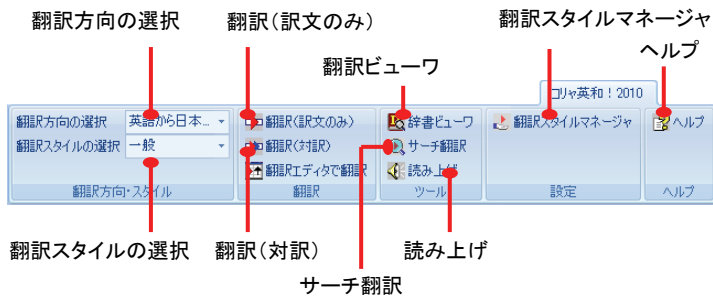 翻訳方向の選択
翻訳(訳文のみ)
翻訳スタイルマネージャ
翻訳ビューワ
ヘルプ
コリャ英和!2010
翻訳方向の選択
英語から日本...
翻訳(訳文のみ)
辞書ビューワ
翻訳スタイルマネージャ
ヘルプ
翻訳スタイルの選択
一般
翻訳(対訳)
サーチ翻訳
翻訳エディタで翻訳
読み上げ
翻訳方向・スタイル
翻訳
ツール
設定
ヘルプ
翻訳スタイルの選択
翻訳(対訳)
読み上げ
サーチ翻訳